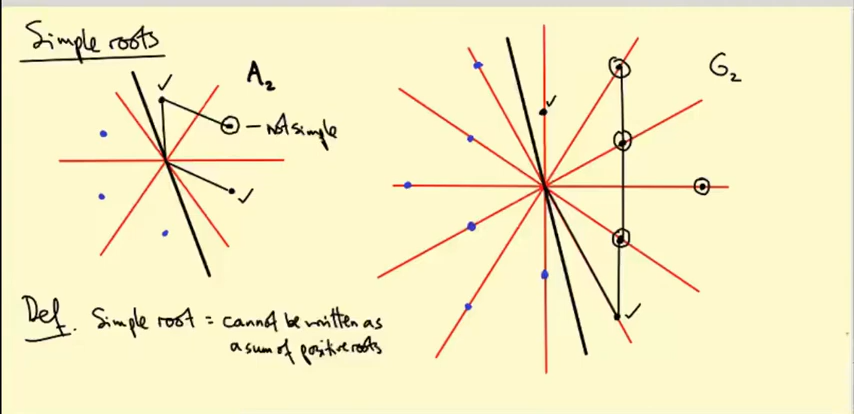 Simple roots
A₂
✓
– not simple
✓
G₂
✓
✓
Def. Simple root = cannot be written as
a sum of positive roots